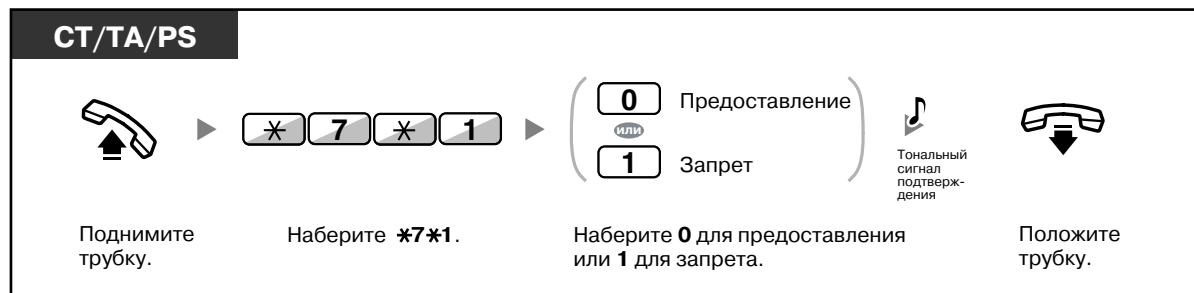 CT/TA/PS
✳ 7 ✳ 1
0 Предоставление
или
1 Запрет
Тональный
сигнал
подтверж-
дения
Поднимите
трубку.
Наберите ✳7✳1.
Наберите 0 для предоставления
или 1 для запрета.
Положите
трубку.